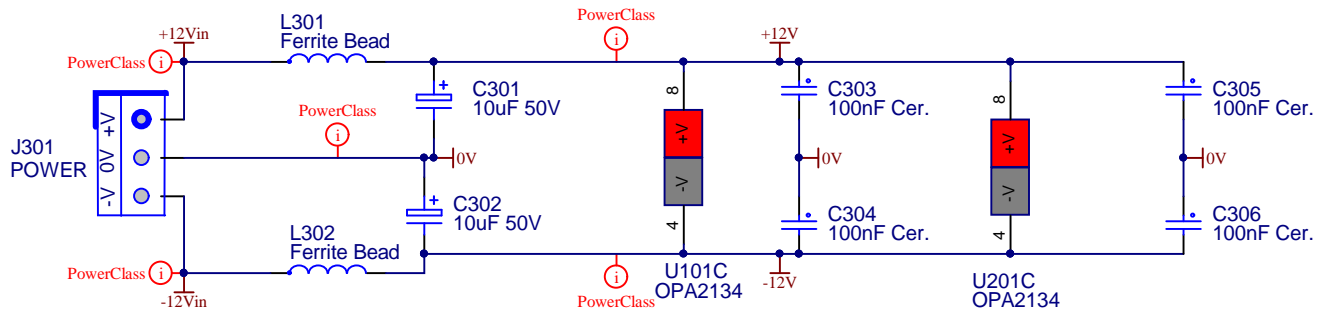 PowerClass
+12Vin
L301
Ferrite Bead
PowerClass
i
i
+12V
C301
10uF 50V
8
C303
100nF Cer.
8
C305
100nF Cer.
PowerClass
i
J301
POWER
+V
0V
-V
0V
+V
-V
0V
+V
-V
0V
C302
10uF 50V
4
C304
100nF Cer.
4
C306
100nF Cer.
L302
Ferrite Bead
PowerClass
i
-12Vin
i
PowerClass
U101C
OPA2134
-12V
U201C
OPA2134